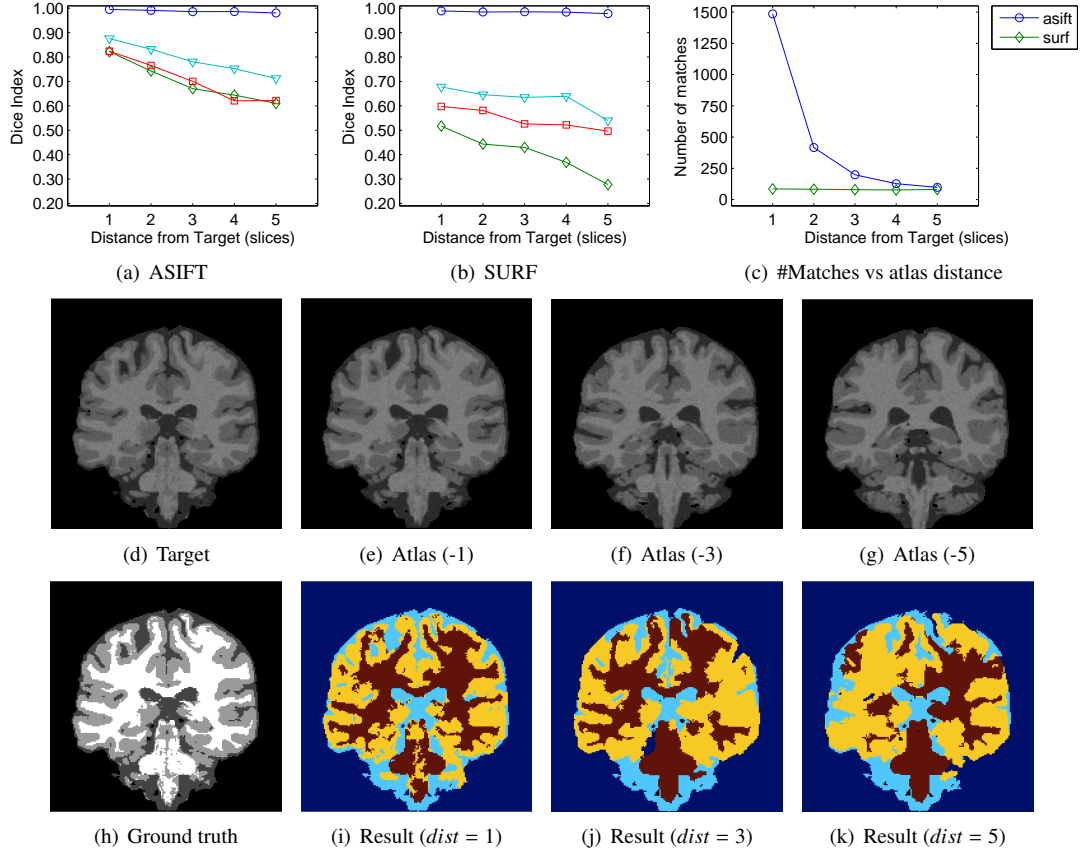 1.00
0.90
0.80
0.70
0.60
0.50
0.40
0.30
0.20
Dice Index
1 2 3 4 5
Distance from Target (slices)
(a) ASIFT
1.00
0.90
0.80
0.70
0.60
0.50
0.40
0.30
0.20
Dice Index
1 2 3 4 5
Distance from Target (slices)
(b) SURF
1500
1250
1000
750
500
250
0
Number of matches
1 2 3 4 5
Distance from Target (slices)
asift
surf
(c) #Matches vs atlas distance
(d) Target
(e) Atlas (-1)
(f) Atlas (-3)
(g) Atlas (-5)
(h) Ground truth
(i) Result (dist = 1)
(j) Result (dist = 3)
(k) Result (dist = 5)